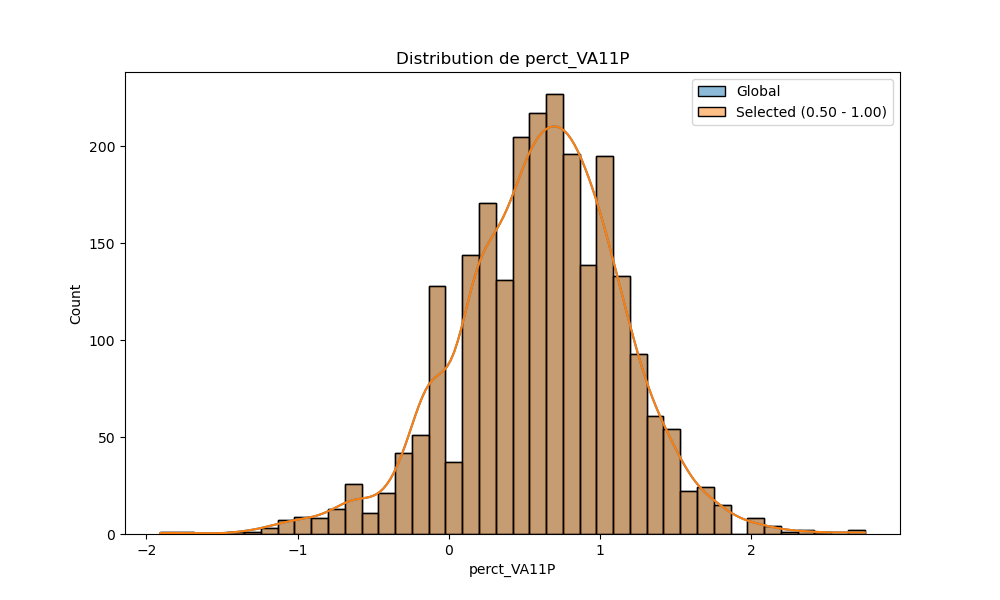 Distribution de perct_VA11P
Global
Selected (0.50 - 1.00)
Count
200
150
100
50
0
−2
−1
0
1
2
perct_VA11P